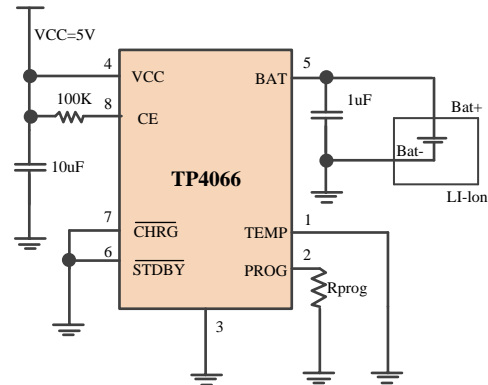 VCC=5V
4
VCC
100K
8
CE
10uF
TP4066
7
CHRG
6
STDBY
3
5
BAT
1uF
Bat+
Bat-
LI-lon
1
TEMP
2
PROG
Rprog